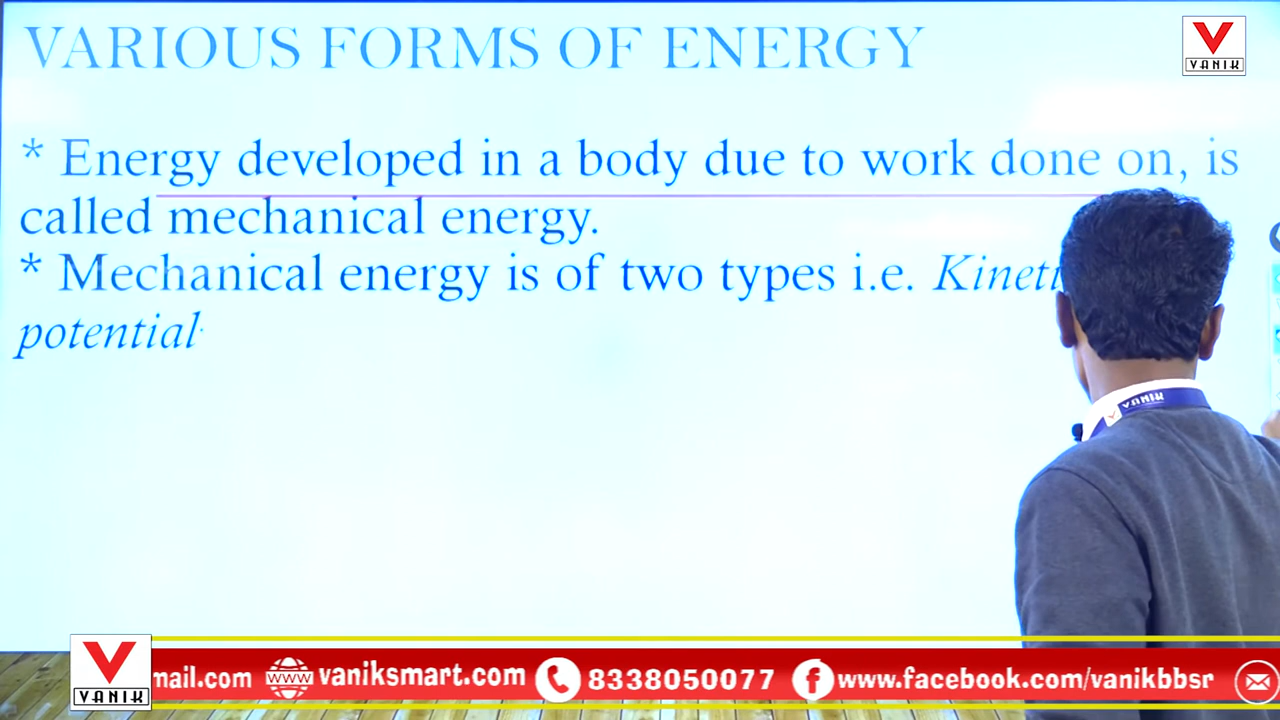 VARIOUS FORMS OF ENERGY
VANIK
* Energy developed in a body due to work done on, is
called mechanical energy.
* Mechanical energy is of two types i.e. Kineti
potential
VANIK
VANIK
mail.com www vaniksmart.com 8338050077 www.facebook.com/vanikbbsr